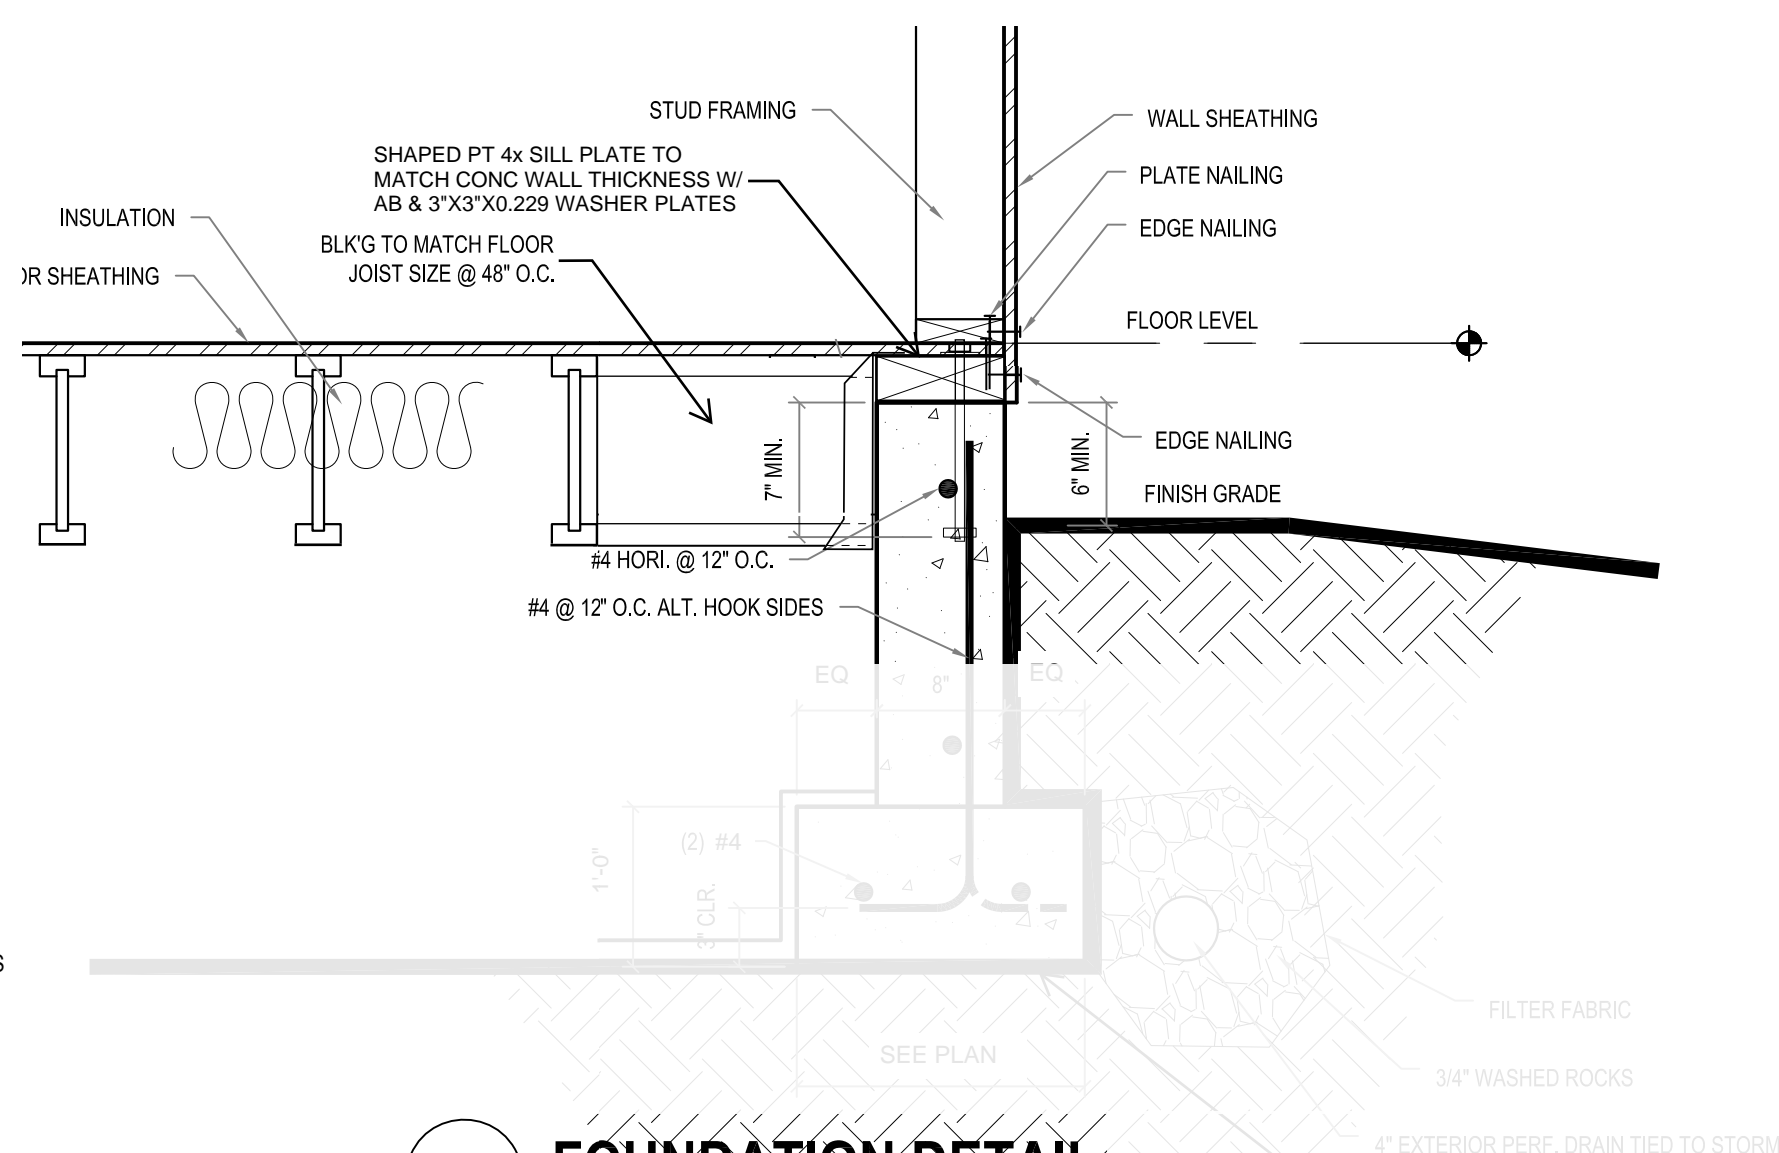 STUD FRAMING
WALL SHEATHING
SHAPED PT 4x SILL PLATE TO
MATCH CONC WALL THICKNESS W/
AB & 3"X3"X0.229 WASHER PLATES
PLATE NAILING
INSULATION
EDGE NAILING
BLK'G TO MATCH FLOOR
JOIST SIZE @ 48" O.C.
OR SHEATHING
FLOOR LEVEL
EDGE NAILING
7" MIN.
6" MIN.
FINISH GRADE
#4 HORI. @ 12" O.C.
#4 @ 12" O.C. ALT. HOOK SIDES
EQ
8"
EQ
(2) #4
1'-0"
3" CLR.
S
FILTER FABRIC
SEE PLAN
3/4" WASHED ROCKS
FOUNDATION DETAIL
4" EXTERIOR PERF. DRAIN TIED TO STORM